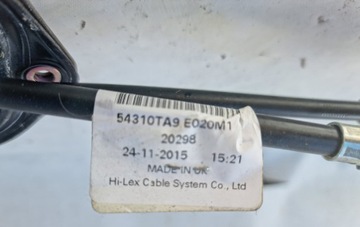 54310TA9 E020M1
20298
24-11-2015 15:21
MADE IN UK
Hi-Lex Cable System Co., Ltd